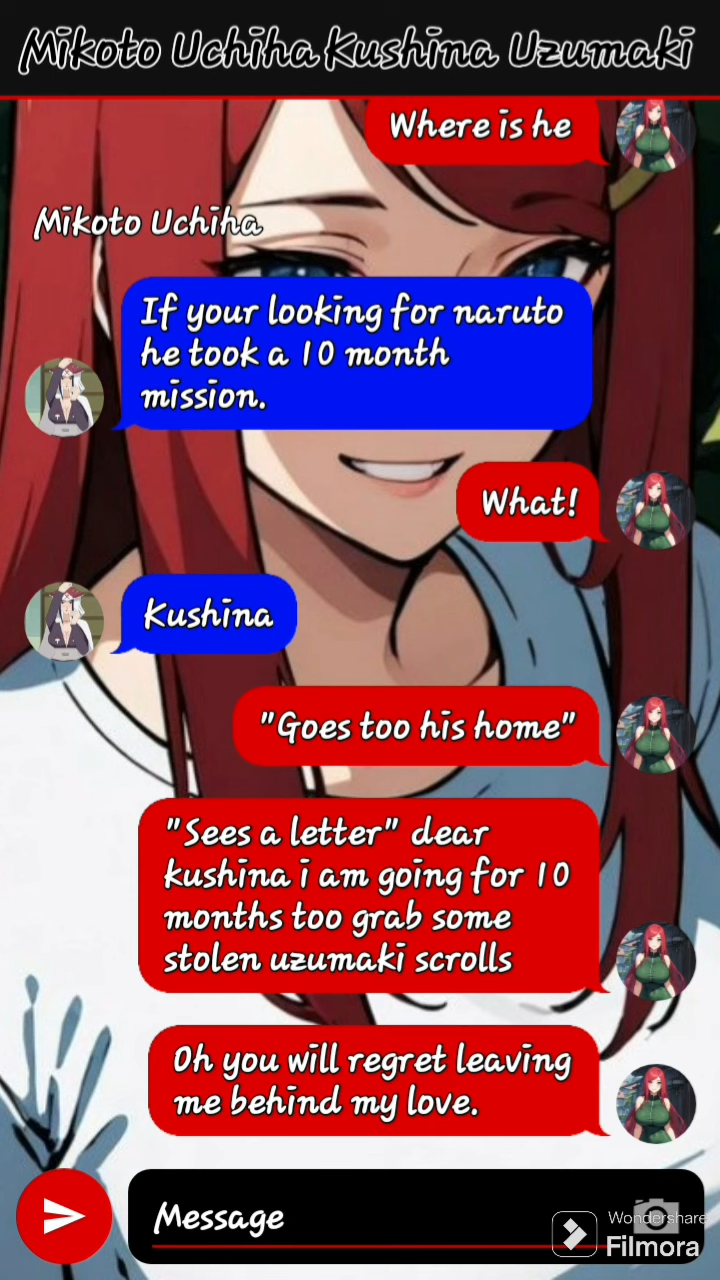 Mikoto Uchiha Kushina Uzumaki
Where is he
Mikoto Uchiha
If your looking for naruto
he took a 10 month
mission.
What!
Kushina
"Goes too his home"
"Sees a letter" dear
kushina i am going for 10
months too grab some
stolen uzumaki scrolls
Oh you will regret leaving
me behind my love.
Message
Wondershare
Filmora